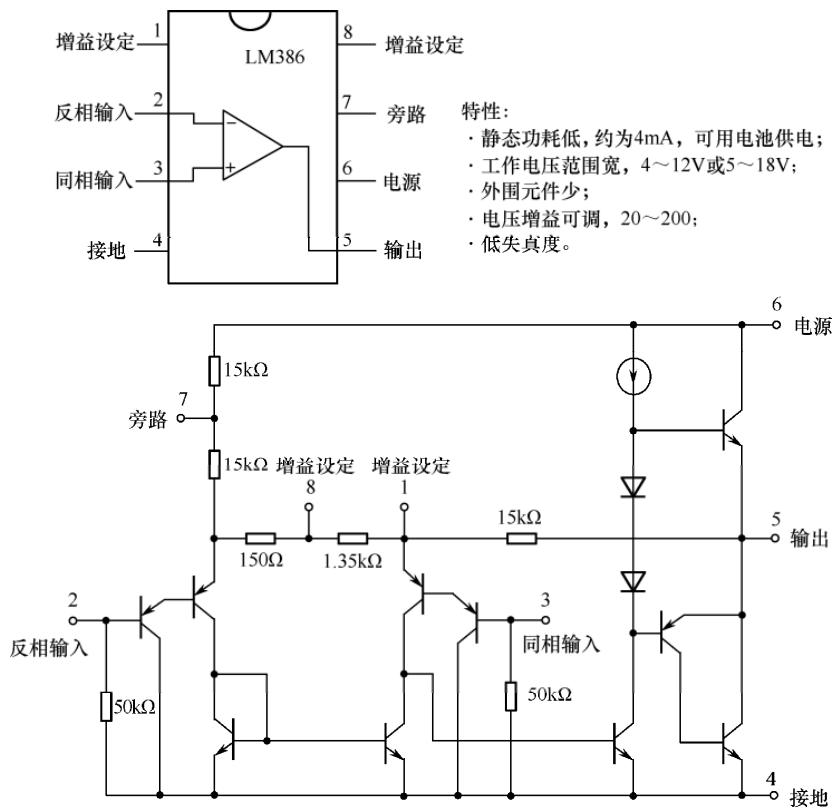 1
增益设定
LM386
8
增益设定
2
反相输入
7
旁路
3
同相输入
6
电源
4
接地
5
输出
特性:
·静态功耗低,约为4mA,可用电池供电;
·工作电压范围宽,4～12V或5～18V;
·外围元件少;
·电压增益可调,20～200;
·低失真度。
6
电源
15kΩ
7
旁路
15kΩ
增益设定
8
增益设定
1
15kΩ
5
输出
150Ω
1.35kΩ
2
反相输入
3
同相输入
50kΩ
50kΩ
4
接地